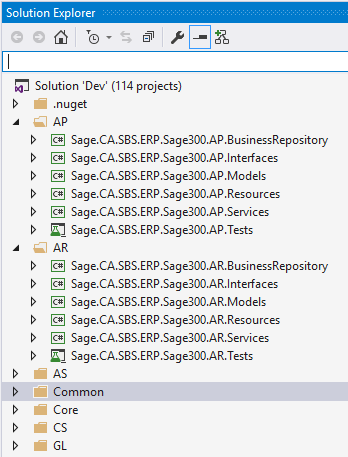 Solution Explorer
Solution 'Dev' (114 projects)
.nuget
AP
C# Sage.CA.SBS.ERP.Sage300.AP.BusinessRepository
C# Sage.CA.SBS.ERP.Sage300.AP.Interfaces
C# Sage.CA.SBS.ERP.Sage300.AP.Models
C# Sage.CA.SBS.ERP.Sage300.AP.Resources
C# Sage.CA.SBS.ERP.Sage300.AP.Services
Sage.CA.SBS.ERP.Sage300.AP.Tests
AR
C# Sage.CA.SBS.ERP.Sage300.AR.BusinessRepository
C# Sage.CA.SBS.ERP.Sage300.AR.Interfaces
C# Sage.CA.SBS.ERP.Sage300.AR.Models
C# Sage.CA.SBS.ERP.Sage300.AR.Resources
C# Sage.CA.SBS.ERP.Sage300.AR.Services
Sage.CA.SBS.ERP.Sage300.AR.Tests
AS
Common
Core
CS
GL